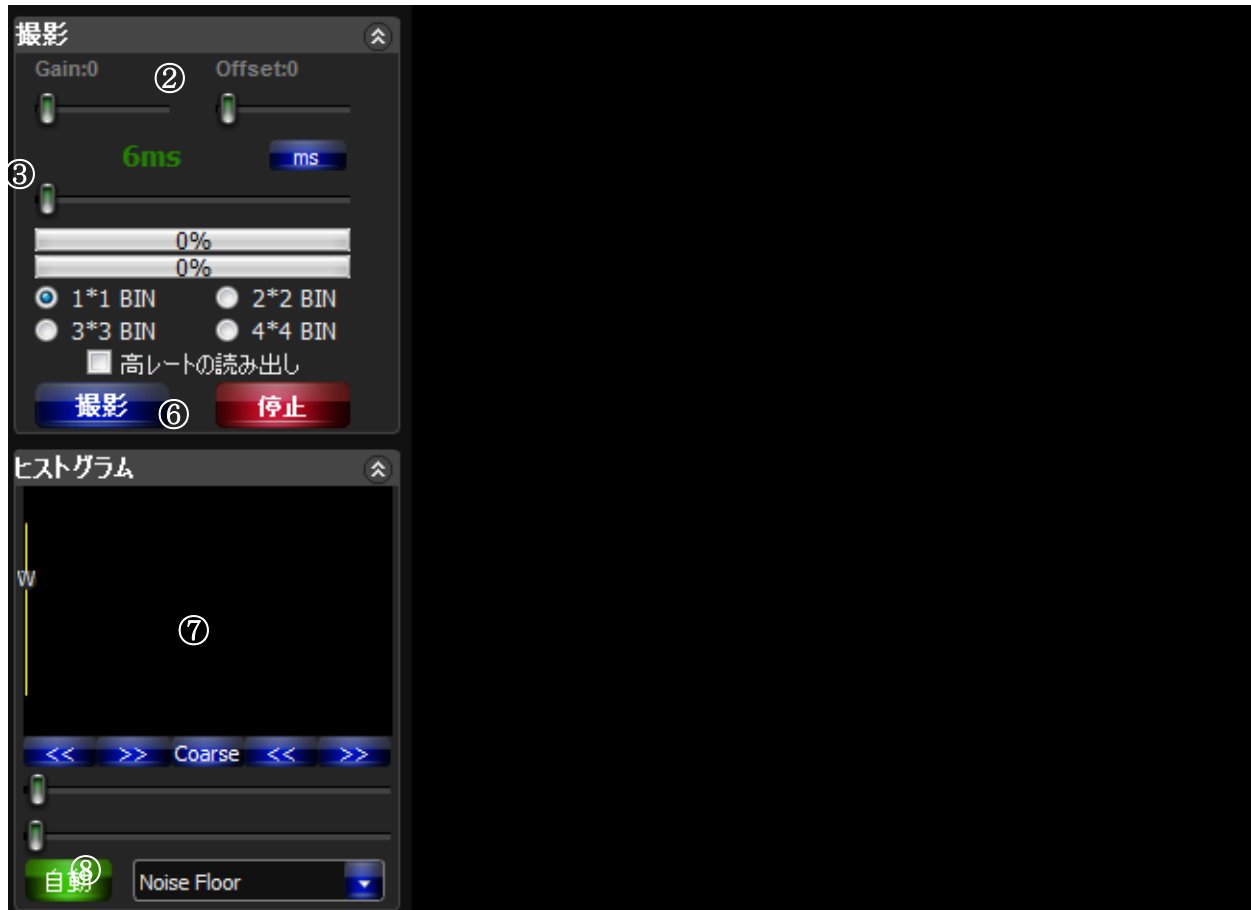 撮影
Gain:0 ② Offset:0
6ms ms
③
0%
0%
1*1 BIN 2*2 BIN
3*3 BIN 4*4 BIN
高レートの読み出し
撮影 ⑥ 停止
ヒストグラム
W
⑦
<< >> Coarse << >>
自動 ⑧ Noise Floor